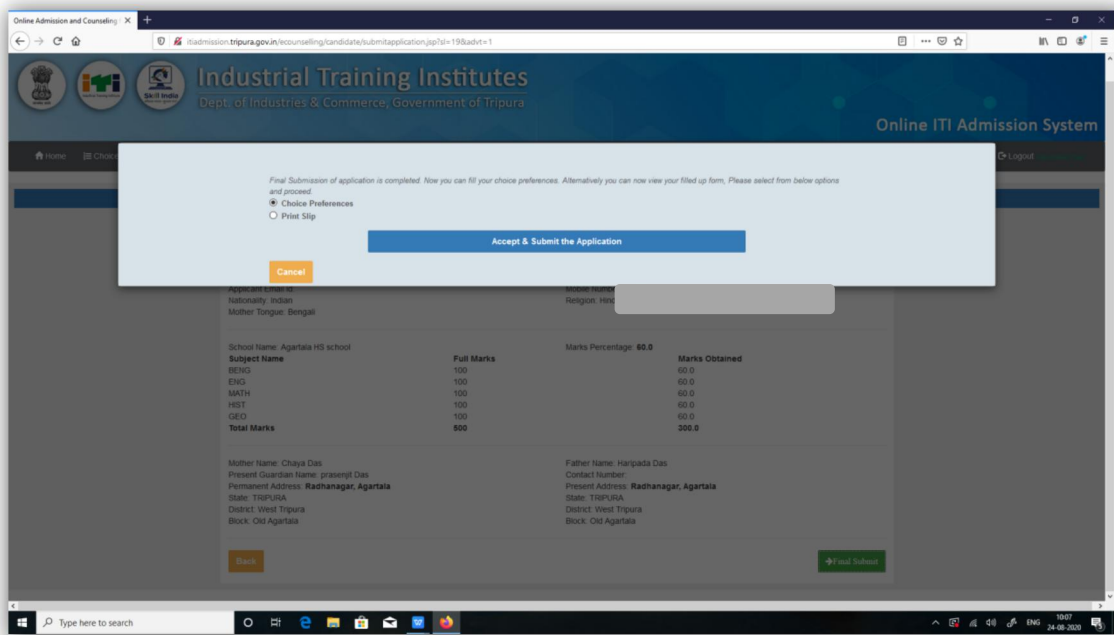 Online Admission and Counseling
itiadmission.tripura.gov.in/ecounselling/candidate/submitapplication.jsp?sl=19&advt=1
Skill India
Industrial Training Institutes
Dept. of Industries & Commerce, Government of Tripura
Online ITI Admission System
Home Choice Logout
Final Submission of application is completed. Now you can fill your choice preferences. Alternatively you can now view your filled up form, Please select from below options
and proceed.
Choice Preferences
Print Slip
Accept & Submit the Application
Cancel
Applicant Email Id: Mobile Number
Nationality: Indian Religion: Hind
Mother Tongue: Bengali
School Name: Agartala HS school Marks Percentage: 60.0
Subject Name Full Marks Marks Obtained
BENG 100 60.0
ENG 100 60.0
MATH 100 60.0
HIST 100 60.0
GEO 100 60.0
Total Marks 500 300.0
Mother Name: Chaya Das Father Name: Haripada Das
Present Guardian Name: prasenjit Das Contact Number:
Permanent Address: Radhanagar, Agartala Present Address: Radhanagar, Agartala
State: TRIPURA State: TRIPURA
District: West Tripura District: West Tripura
Block: Old Agartala Block: Old Agartala
Back Final Submit
Type here to search
ENG 10:07
24-08-2020